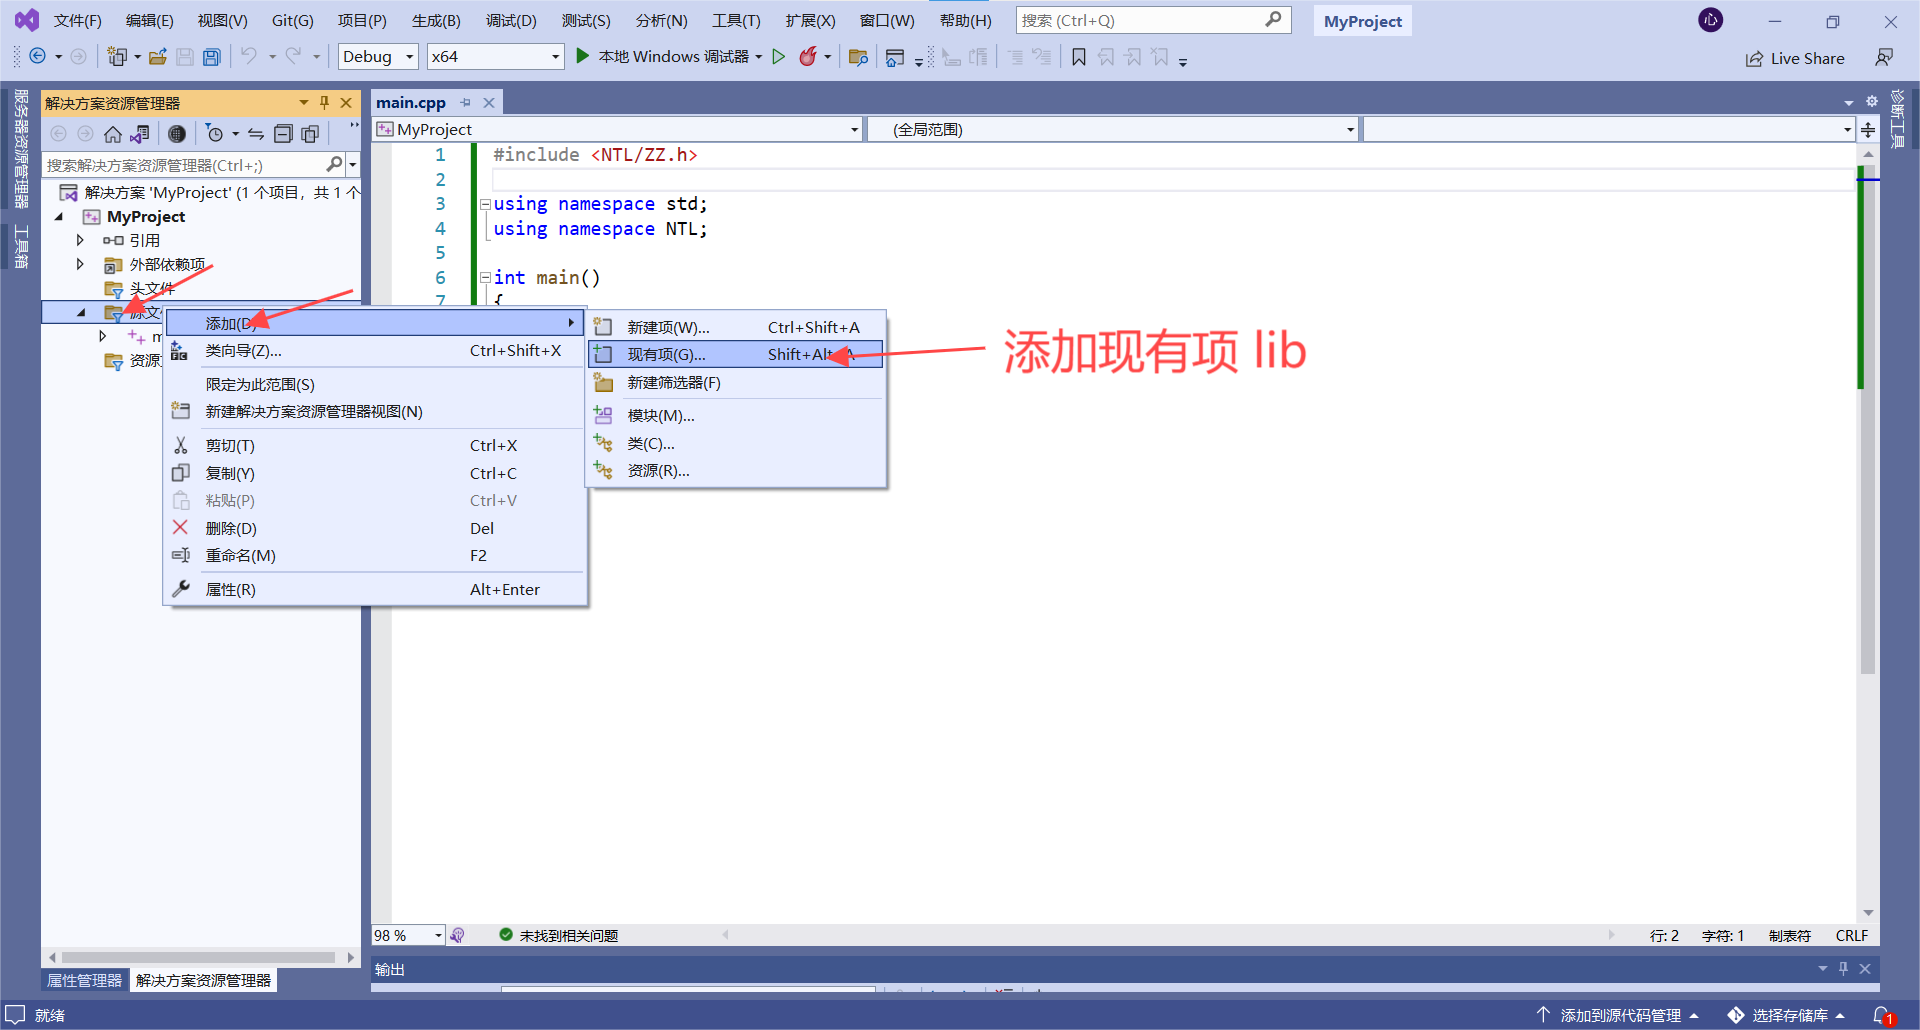 文件(F) 编辑(E) 视图(V) Git(G) 项目(P) 生成(B) 调试(D) 测试(S) 分析(N) 工具(T) 扩展(X) 窗口(W) 帮助(H) 搜索 (Ctrl+Q) MyProject
Debug x64 本地 Windows 调试器 Live Share
服务器资源管理器
工具箱
解决方案资源管理器
搜索解决方案资源管理器(Ctrl+;)
解决方案 'MyProject' (1 个项目，共 1 个
MyProject
引用
外部依赖项
头文件
源文
m
资源
main.cpp
MyProject (全局范围)
1 #include <NTL/ZZ.h>
2
3 using namespace std;
4 using namespace NTL;
5
6 int main()
7 {
添加(D)
类向导(Z)... Ctrl+Shift+X
限定为此范围(S)
新建解决方案资源管理器视图(N)
剪切(T) Ctrl+X
复制(Y) Ctrl+C
粘贴(P) Ctrl+V
删除(D) Del
重命名(M) F2
属性(R) Alt+Enter
新建项(W)... Ctrl+Shift+A
现有项(G)... Shift+Alt+A
新建筛选器(F)
模块(M)...
类(C)...
资源(R)...
添加现有项 lib
诊断工具
98 % 未找到相关问题 行: 2 字符: 1 制表符 CRLF
属性管理器 解决方案资源管理器
输出
就绪 添加到源代码管理 选择存储库 1